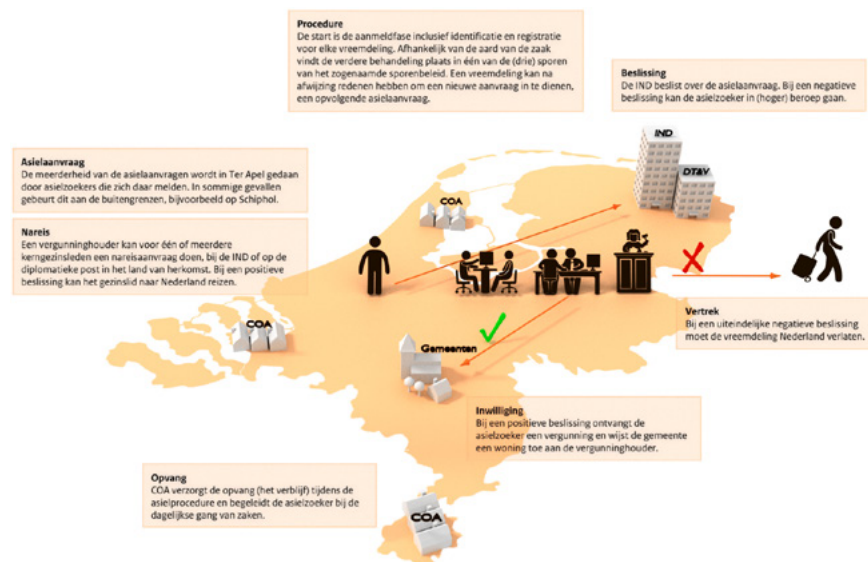 Procedure
De start is de aanmeldfase inclusief identificatie en registratie
voor elke vreemdeling. Afhankelijk van de aard van de zaak
vindt de verdere behandeling plaats in één van de (drie) sporen
van het zogenaamde sporenbeleid. Een vreemdeling kan na
afwijzing redenen hebben om een nieuwe aanvraag in te dienen,
een opvolgende asielaanvraag.
Beslissing
De IND beslist over de asielaanvraag. Bij een negatieve
beslissing kan de asielzoeker in (hoger) beroep gaan.
IND
DT&V
Asielaanvraag
De meerderheid van de asielaanvragen wordt in Ter Apel gedaan
door asielzoekers die zich daar melden. In sommige gevallen
gebeurt dit aan de buitengrenzen, bijvoorbeeld op Schiphol.
COA
Nareis
Een vergunninghouder kan voor één of meerdere
kerngezinsleden een nareisaanvraag doen, bij de IND of op de
diplomatieke post in het land van herkomst. Bij een positieve
beslissing kan het gezinslid naar Nederland reizen.
Vertrek
Bij een uiteindelijke negatieve beslissing
moet de vreemdeling Nederland verlaten.
COA
Gemeenten
Inwilliging
Bij een positieve beslissing ontvangt de
asielzoeker een vergunning en wijst de gemeente
een woning toe aan de vergunninghouder.
Opvang
COA verzorgt de opvang (het verblijf) tijdens de
asielprocedure en begeleidt de asielzoeker bij de
dagelijkse gang van zaken.
COA